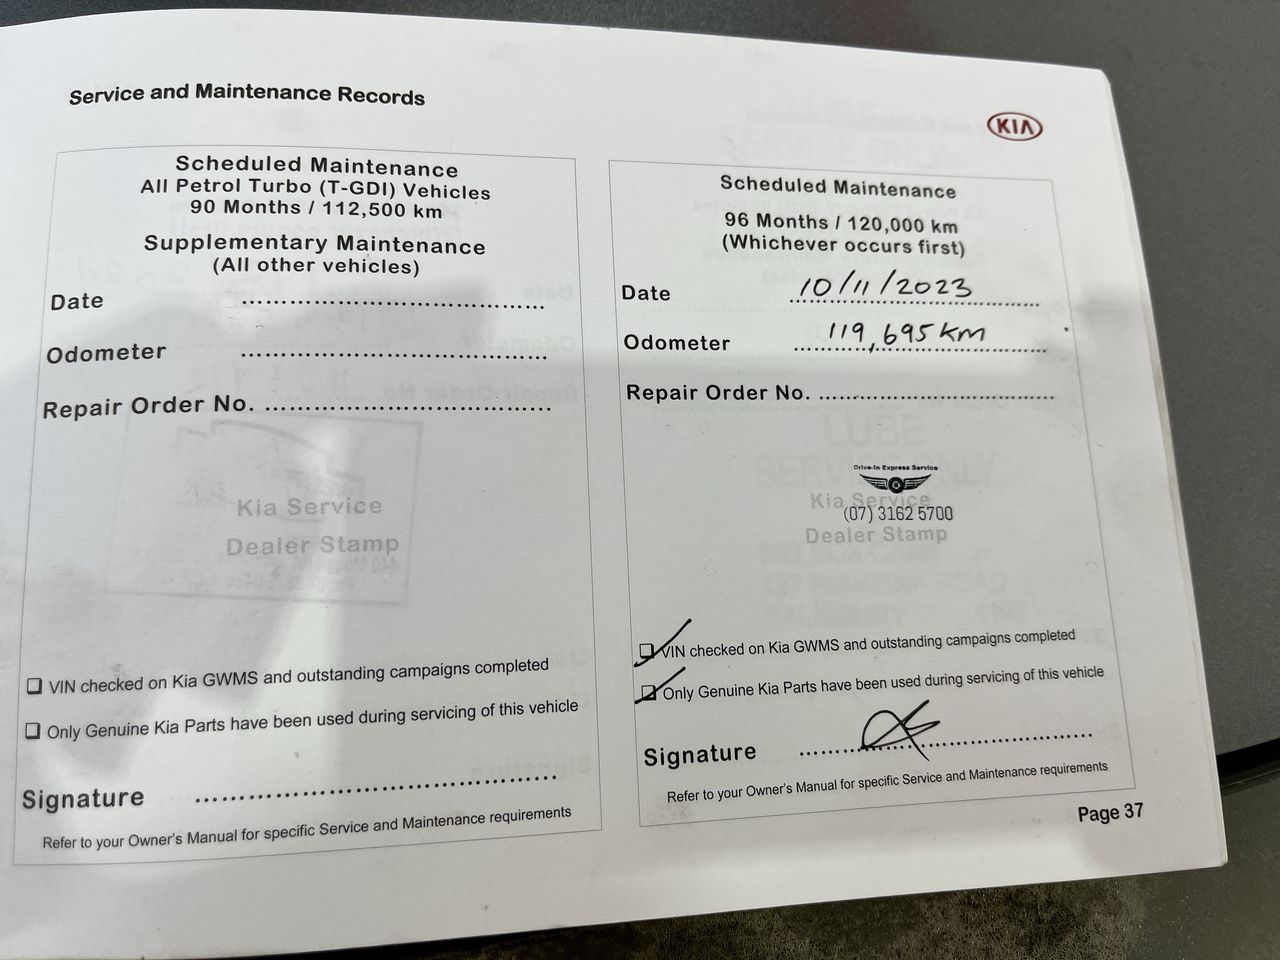 Service and Maintenance Records
KIA
Scheduled Maintenance
All Petrol Turbo (T-GDI) Vehicles
90 Months / 112,500 km
Supplementary Maintenance
(All other vehicles)
Date ..................................
Odometer ..................................
Repair Order No. ..................................
Kia Service
Dealer Stamp
❏ VIN checked on Kia GWMS and outstanding campaigns completed
❏ Only Genuine Kia Parts have been used during servicing of this vehicle
Signature ..................................
Refer to your Owner's Manual for specific Service and Maintenance requirements
Scheduled Maintenance
96 Months / 120,000 km
(Whichever occurs first)
Date 10/11/2023
Odometer 119,695 km
Repair Order No. ..................................
Drive-In Express Service
Kia Service
(07) 3162 5700
Dealer Stamp
VIN checked on Kia GWMS and outstanding campaigns completed
Only Genuine Kia Parts have been used during servicing of this vehicle
Signature ..................................
Refer to your Owner's Manual for specific Service and Maintenance requirements
Page 37